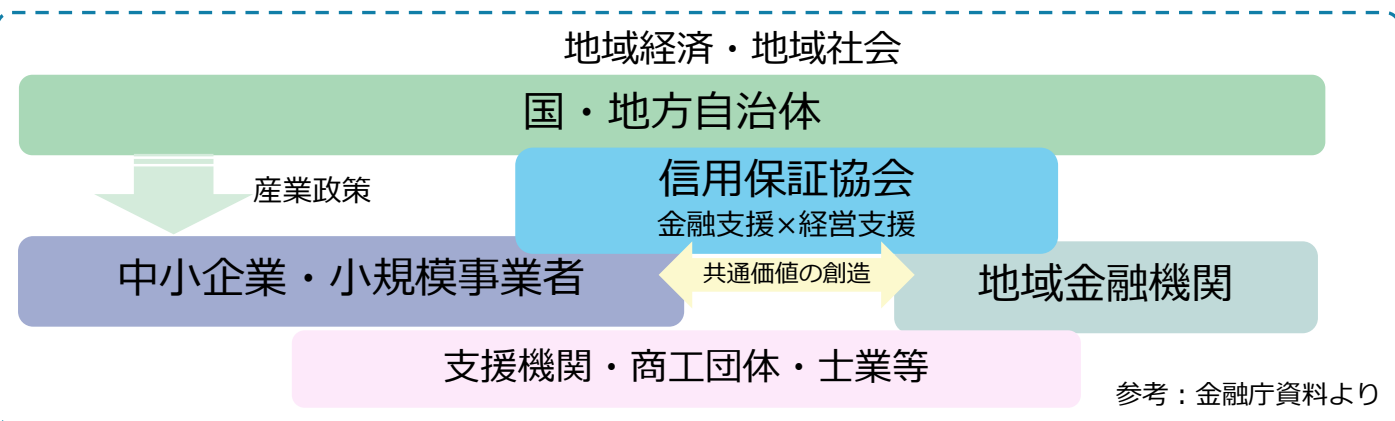 地域経済・地域社会
国・地方自治体
産業政策
信用保証協会
金融支援×経営支援
中小企業・小規模事業者
共通価値の創造
地域金融機関
支援機関・商工団体・士業等
参考：金融庁資料より